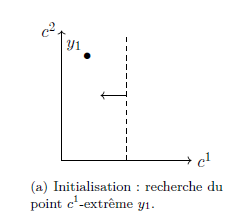 c²
y₁
c¹
(a) Initialisation : recherche du
point c¹-extrême y₁.